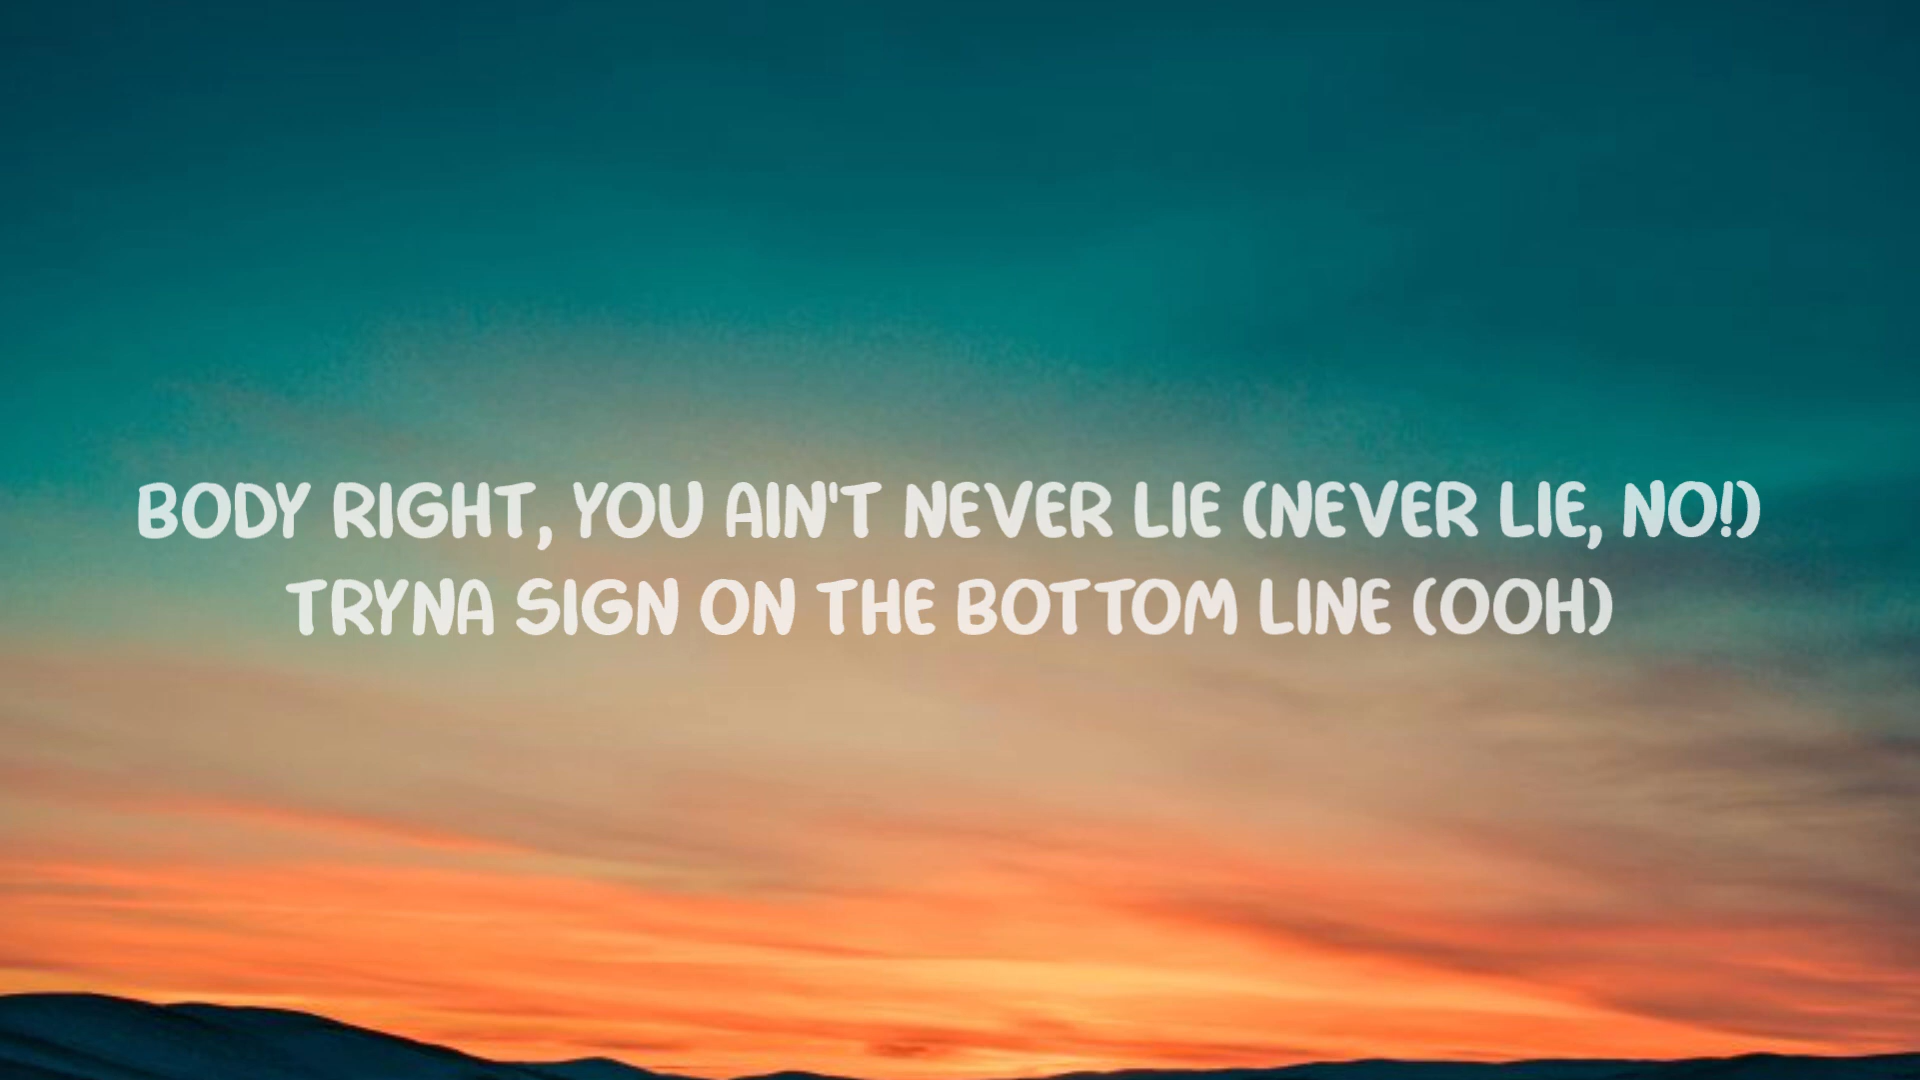 BODY RIGHT, YOU AIN'T NEVER LIE (NEVER LIE, NO!)
TRYNA SIGN ON THE BOTTOM LINE (OOH)